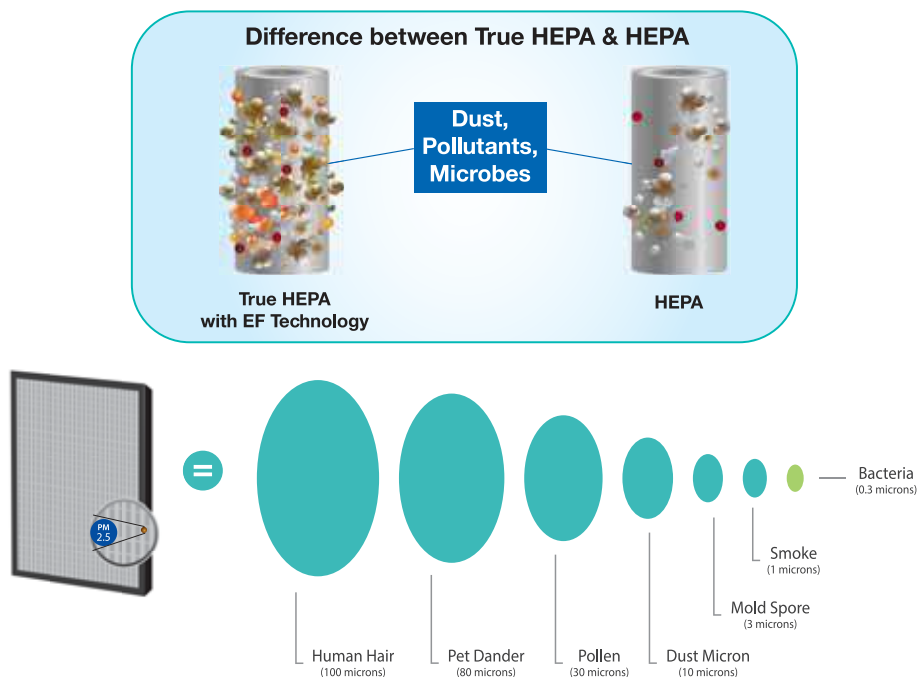 Difference between True HEPA & HEPA
Dust,
Pollutants,
Microbes
True HEPA
with EF Technology
HEPA
PM
2.5
=
Bacteria
(0.3 microns)
Smoke
(1 microns)
Mold Spore
(3 microns)
Human Hair
(100 microns)
Pet Dander
(80 microns)
Pollen
(30 microns)
Dust Micron
(10 microns)